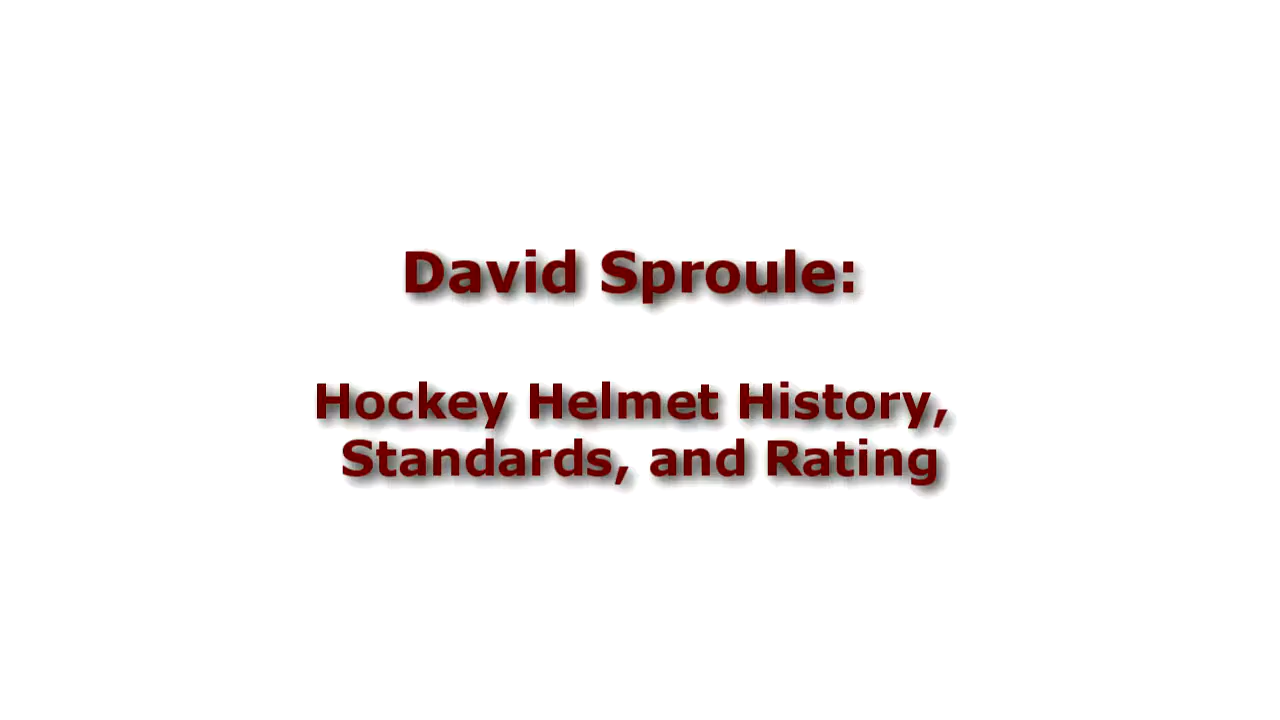 David Sproule:
Hockey Helmet History,
Standards, and Rating